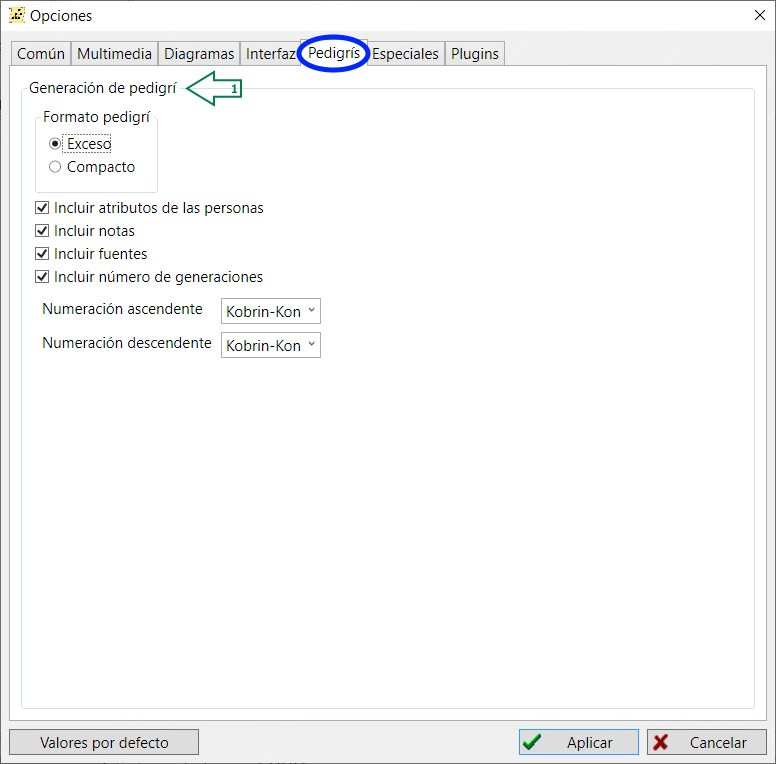 Opciones
Común Multimedia Diagramas Interfaz Pedigrís Especiales Plugins
Generación de pedigrí 1
Formato pedigrí
Exceso
Compacto
Incluir atributos de las personas
Incluir notas
Incluir fuentes
Incluir número de generaciones
Numeración ascendente Kobrin-Kon
Numeración descendente Kobrin-Kon
Valores por defecto Aplicar Cancelar